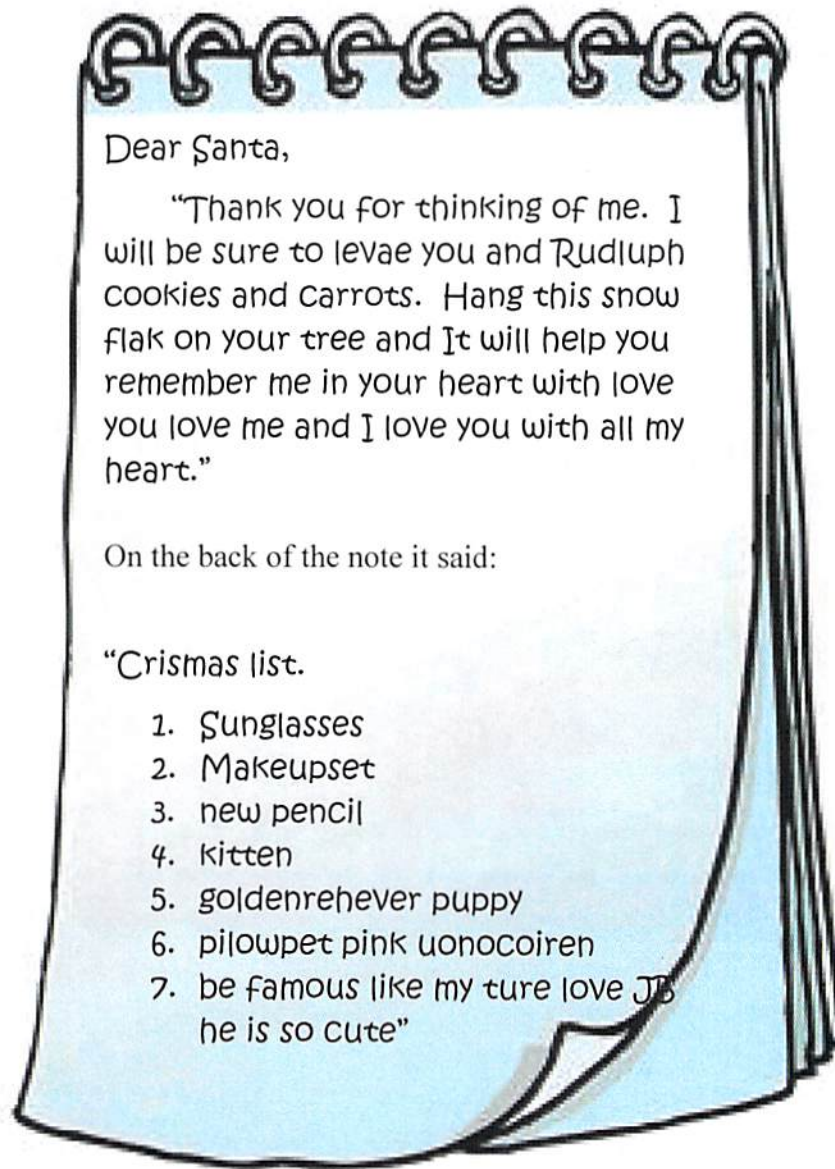 Dear Santa,
“Thank you for thinking of me. I
will be sure to levae you and Rudluph
cookies and carrots. Hang this snow
flak on your tree and It will help you
remember me in your heart with love
you love me and I love you with all my
heart.”
On the back of the note it said:
“Crismas list.
1. Sunglasses
2. Makeupset
3. new pencil
4. kitten
5. goldenrehever puppy
6. pilowpet pink uonocoiren
7. be famous like my ture love JB
he is so cute”